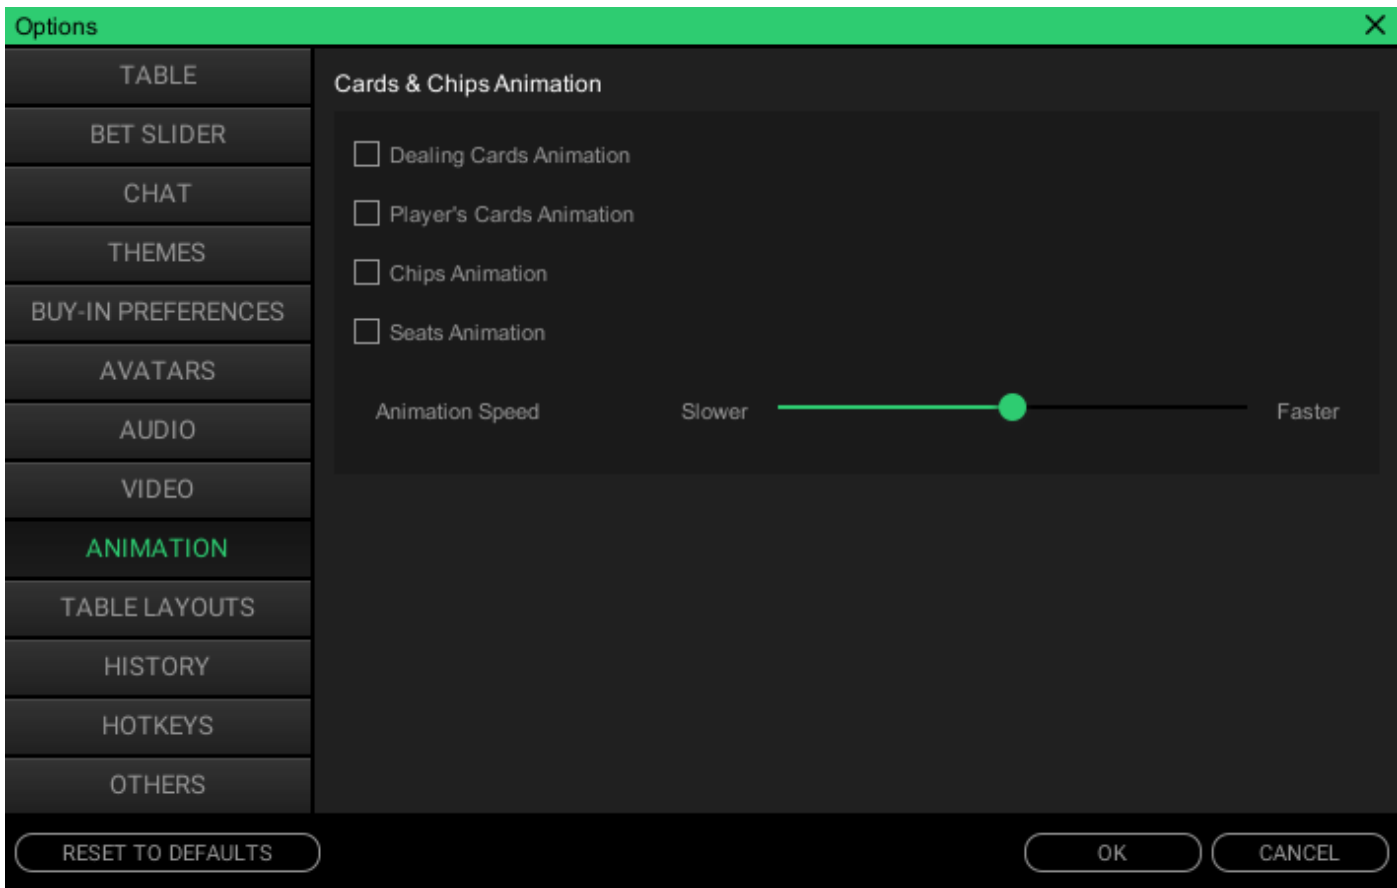 Options
TABLE
BET SLIDER
CHAT
THEMES
BUY-IN PREFERENCES
AVATARS
AUDIO
VIDEO
ANIMATION
TABLE LAYOUTS
HISTORY
HOTKEYS
OTHERS
Cards & Chips Animation
Dealing Cards Animation
Player's Cards Animation
Chips Animation
Seats Animation
Animation Speed Slower Faster
RESET TO DEFAULTS OK CANCEL